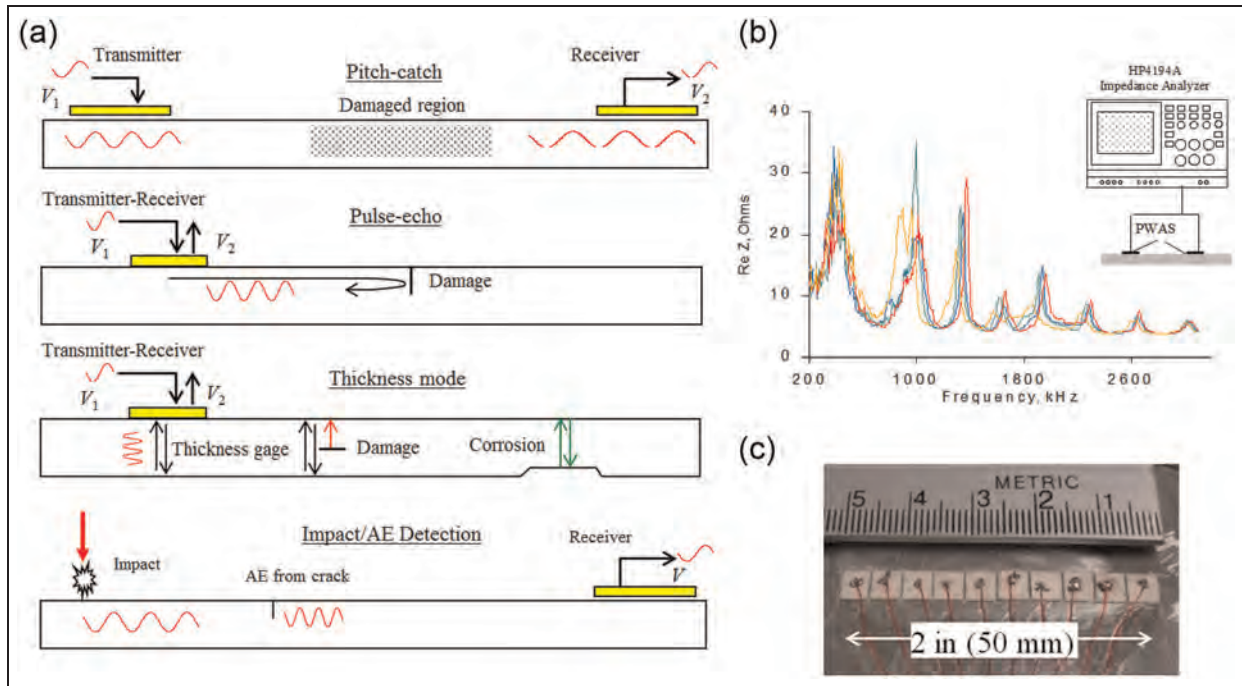 (a)
Transmitter
V1
Pitch-catch
Damaged region
Receiver
V2
Transmitter-Receiver
V1
V2
Pulse-echo
Damage
Transmitter-Receiver
V1
V2
Thickness mode
Thickness gage
Damage
Corrosion
Impact/AE Detection
Impact
AE from crack
Receiver
V
(b)
HP4194A
Impedance Analyzer
PWAS
Re Z, Ohms
40
30
20
10
0
200
1000
1800
2600
Frequency, kHz
(c)
METRIC
5 4 3 2 1
2 in (50 mm)